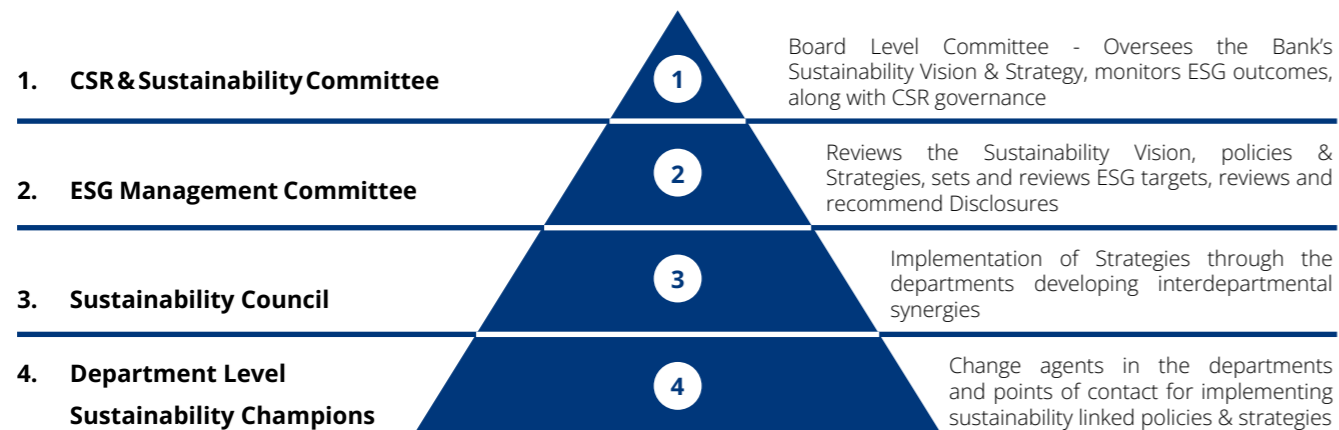 1. CSR & Sustainability Committee
1
Board Level Committee - Oversees the Bank's
Sustainability Vision & Strategy, monitors ESG outcomes,
along with CSR governance
2. ESG Management Committee
2
Reviews the Sustainability Vision, policies &
Strategies, sets and reviews ESG targets, reviews and
recommend Disclosures
3. Sustainability Council
3
Implementation of Strategies through the
departments developing interdepartmental
synergies
4. Department Level
Sustainability Champions
4
Change agents in the departments
and points of contact for implementing
sustainability linked policies & strategies